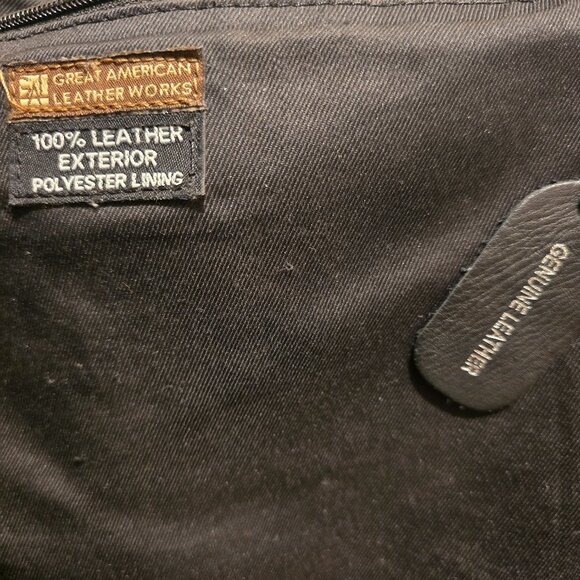 GREAT AMERICAN
LEATHER WORKS
100% LEATHER
EXTERIOR
POLYESTER LINING
GENUINE LEATHER